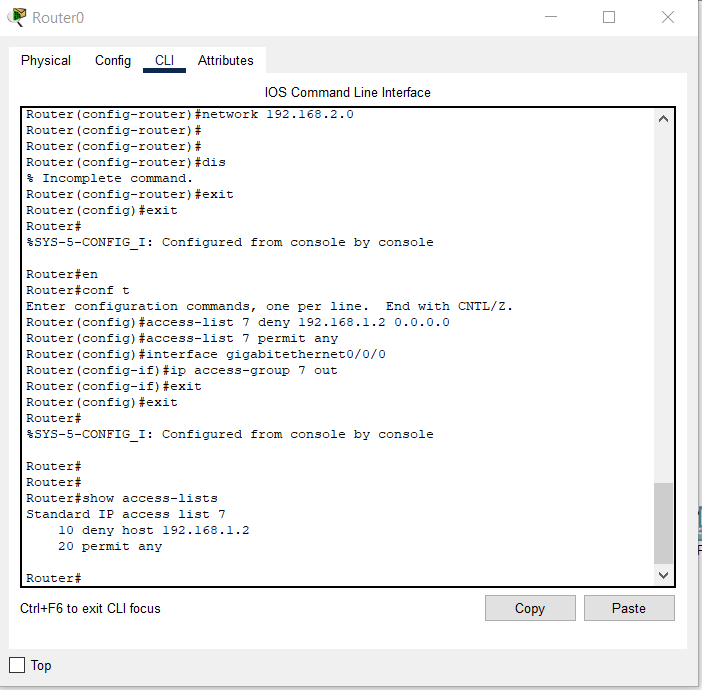 Router0
Physical Config CLI Attributes
IOS Command Line Interface
Router(config-router)#network 192.168.2.0
Router(config-router)#
Router(config-router)#
Router(config-router)#dis
% Incomplete command.
Router(config-router)#exit
Router(config)#exit
Router#
%SYS-5-CONFIG_I: Configured from console by console
Router#en
Router#conf t
Enter configuration commands, one per line.  End with CNTL/Z.
Router(config)#access-list 7 deny 192.168.1.2 0.0.0.0
Router(config)#access-list 7 permit any
Router(config)#interface gigabitethernet0/0/0
Router(config-if)#ip access-group 7 out
Router(config-if)#exit
Router(config)#exit
Router#
%SYS-5-CONFIG_I: Configured from console by console
Router#
Router#
Router#show access-lists
Standard IP access list 7
    10 deny host 192.168.1.2
    20 permit any
Router#
Ctrl+F6 to exit CLI focus
Copy Paste
Top